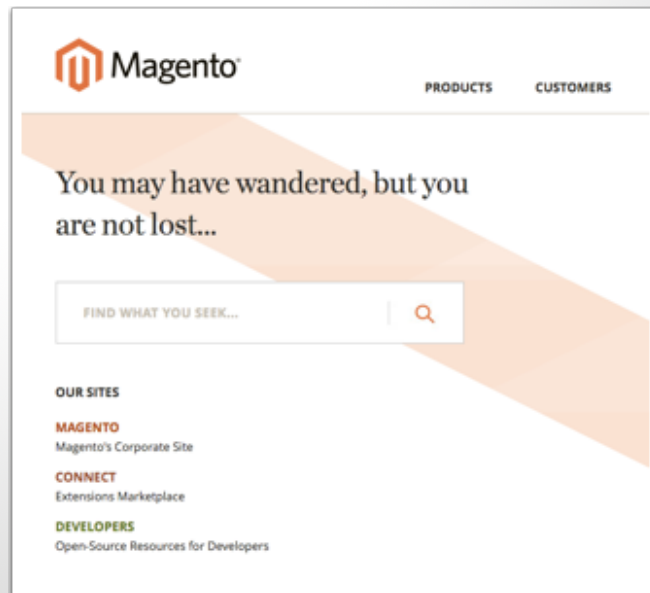 Magento
PRODUCTS CUSTOMERS
You may have wandered, but you
are not lost...
FIND WHAT YOU SEEK...
OUR SITES
MAGENTO
Magento's Corporate Site
CONNECT
Extensions Marketplace
DEVELOPERS
Open-Source Resources for Developers